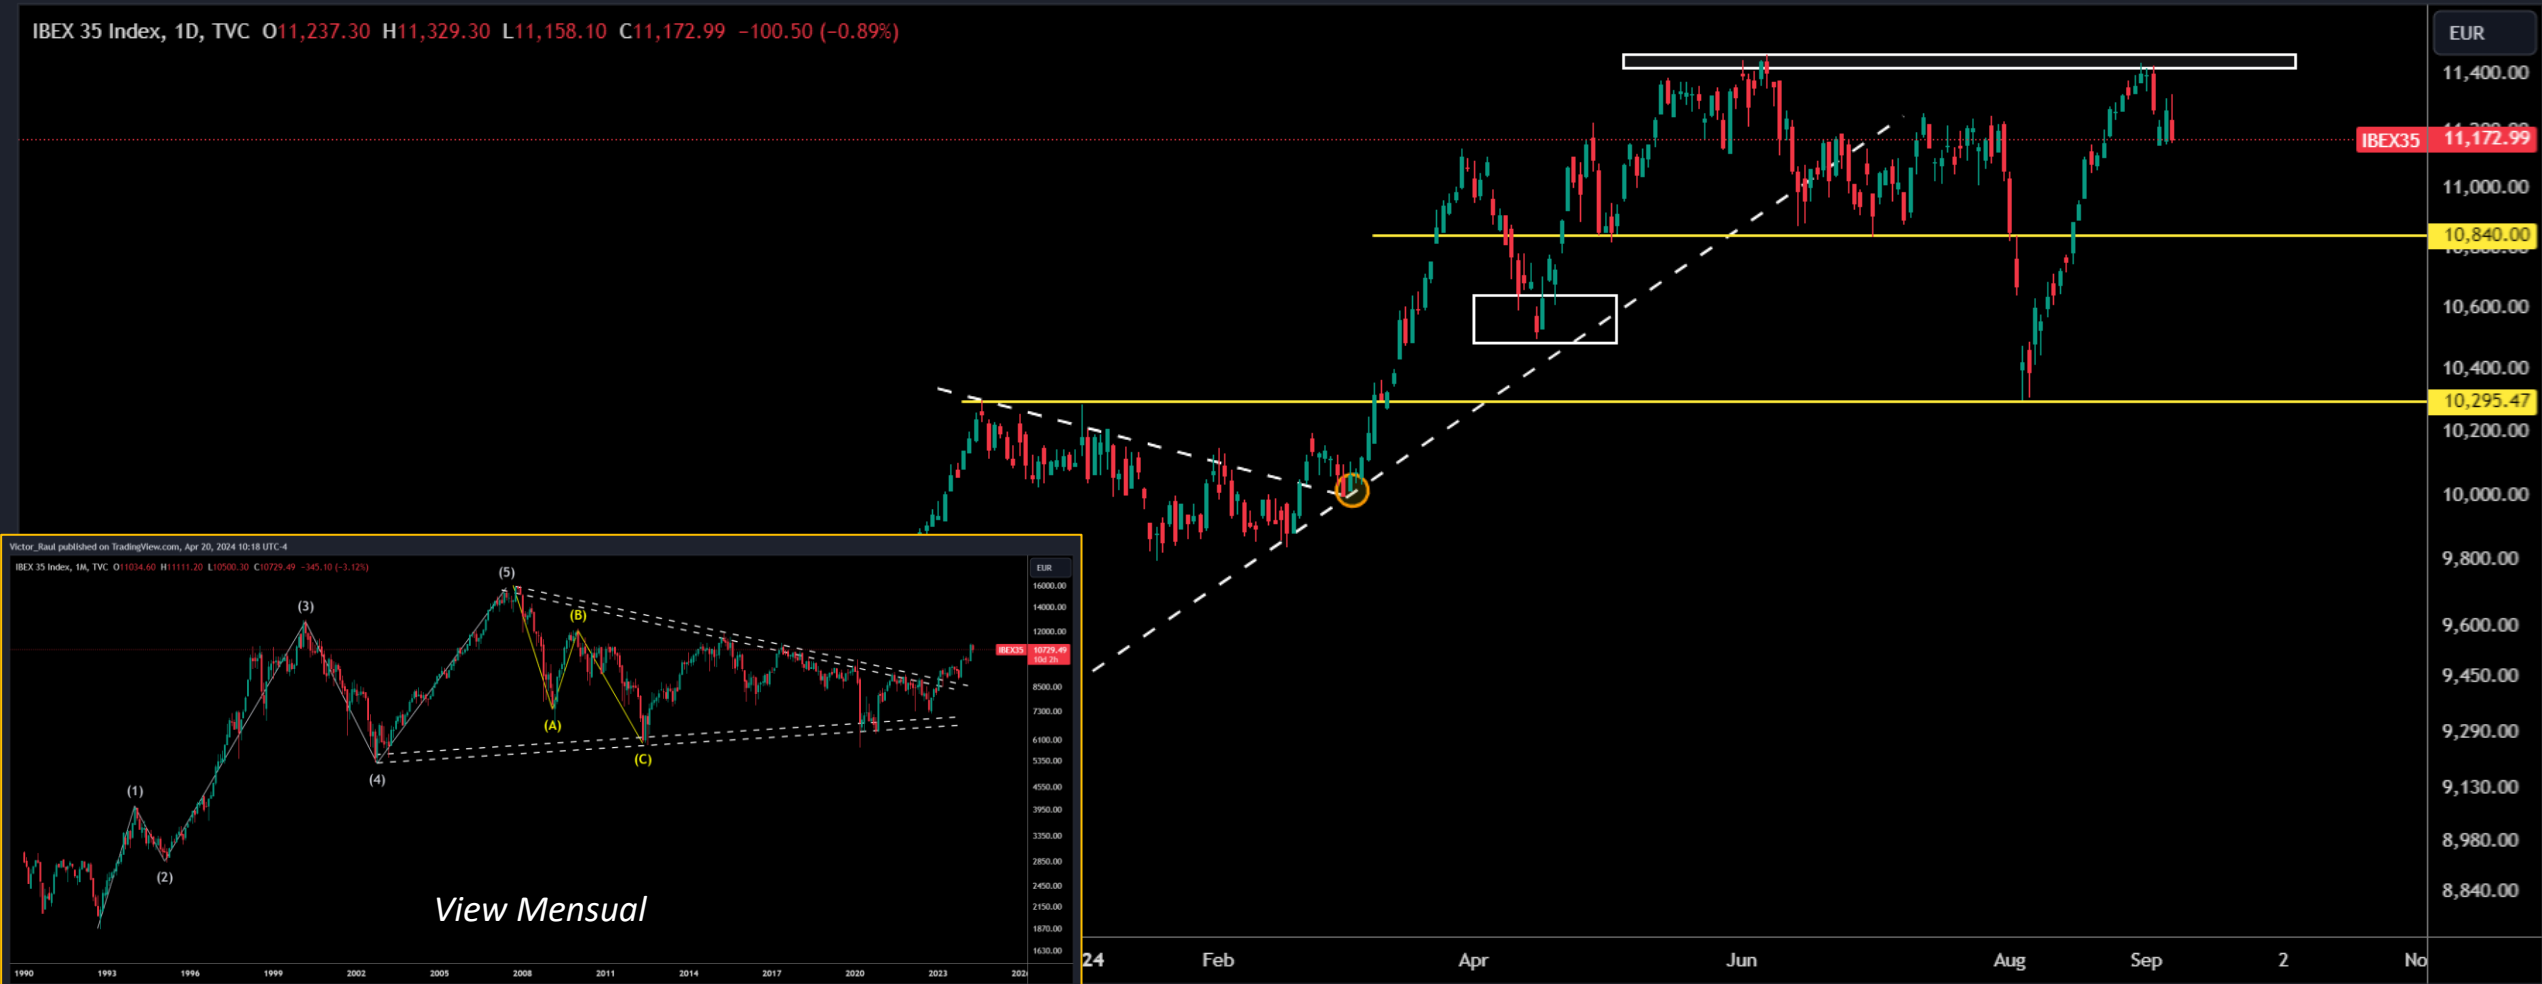 IBEX 35 Index, 1D, TVC O11,237.30 H11,329.30 L11,158.10 C11,172.99 −100.50 (−0.89%)
EUR
11,400.00
IBEX35 11,172.99
11,000.00
10,840.00
10,600.00
10,400.00
10,295.47
10,200.00
10,000.00
9,800.00
9,600.00
9,450.00
9,290.00
9,130.00
8,980.00
8,840.00
24 Feb Apr Jun Aug Sep 2 No
Victor_Raul published on TradingView.com, Apr 20, 2024 10:18 UTC-4
IBEX 35 Index, 1M, TVC O11034.60 H11111.20 L10500.30 C10729.49 −345.10 (−3.12%)
EUR
16000.00
14000.00
12000.00
IBEX35 10729.49
10d 2h
8500.00
7300.00
6100.00
5350.00
4550.00
3950.00
3350.00
2850.00
2450.00
2150.00
1870.00
1630.00
(5)
(3)
(B)
(A)
(C)
(4)
(1)
(2)
View Mensual
1990 1993 1996 1999 2002 2005 2008 2011 2014 2017 2020 2023 2026